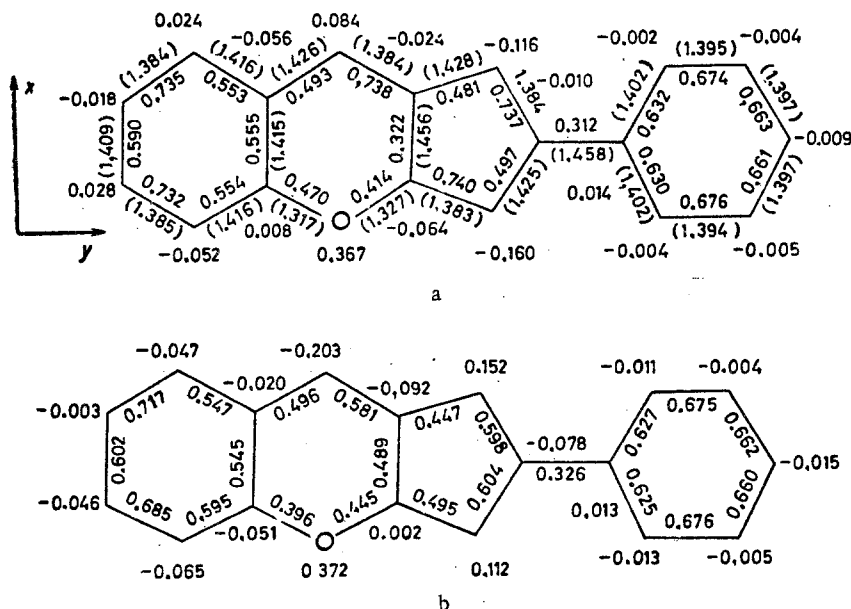 0.024 0.084 -0.002 (1.395) -0.004
-0.056 -0.024 -0.116
(1.384) (1.416) (1.426) (1.384) (1.428) 1.384 -0.010 (1.402) 0.674 (1.397)
x -0.018 0,735 0.553 0.493 0,738 0.481 0.737 0.632 0,663
(1,409) 0.590 0.555 (1.415) 0.322 (1.456) 0.312 -0.009
0.497 (1.458) 0.630 0.661
0.028 0.732 0.554 0.470 0.414 0.740 (1.425) 0.014 (1,402) 0.676 (1.397)
y (1.385) (1.416) (1.317) O (1.327) (1.383) (1.394)
0.008 -0.064
-0.052 0.367 -0.160 -0.004 -0.005
a
-0.047 -0.203 0.152 -0.011 -0.004
-0.020 -0,092
-0.003 0.717 0.547 0.496 0.581 0.447 0.598 0.627 0.675 0.662
0.602 0.545 0.489 -0.078 -0.015
0.326
-0.046 0.685 0.595 0.396 0.445 0.495 0.604 0.625 0.660
-0.051 O 0.002 0.013 0.676
-0.065 0 372 0.112 -0.013 -0,005
b